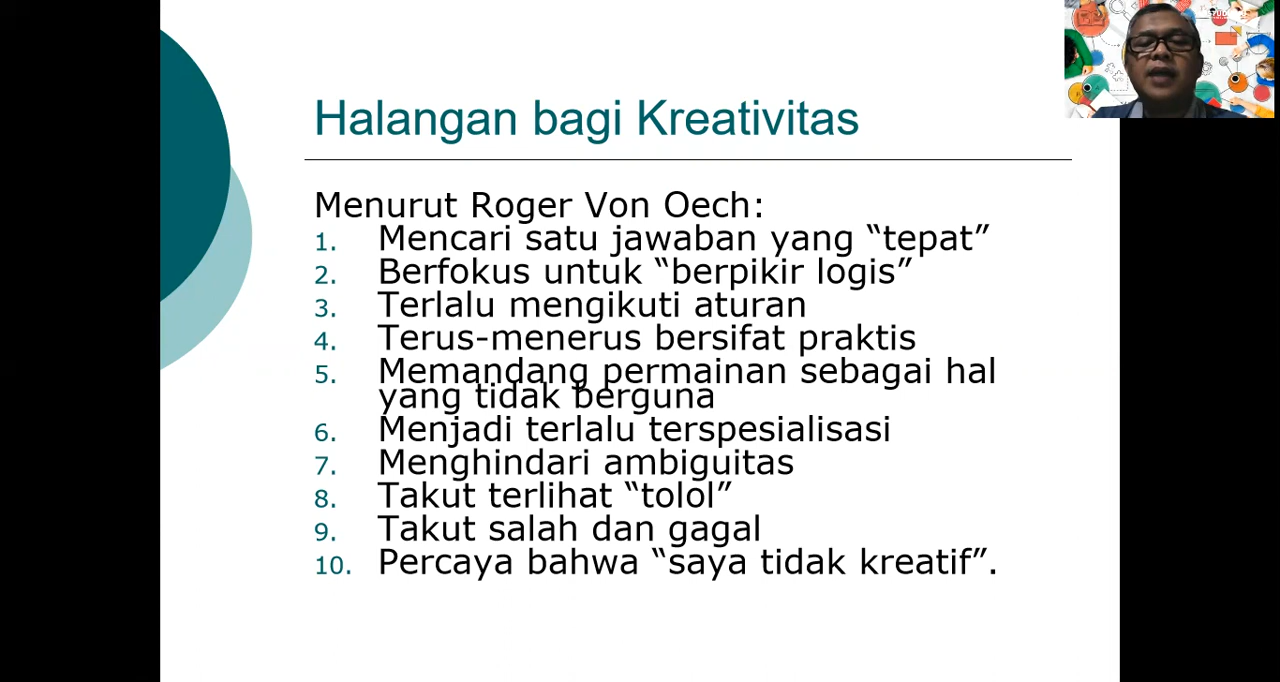 Halangan bagi Kreativitas
Menurut Roger Von Oech:
1. Mencari satu jawaban yang “tepat”
2. Berfokus untuk “berpikir logis”
3. Terlalu mengikuti aturan
4. Terus-menerus bersifat praktis
5. Memandang permainan sebagai hal
yang tidak berguna
6. Menjadi terlalu terspesialisasi
7. Menghindari ambiguitas
8. Takut terlihat “tolol”
9. Takut salah dan gagal
10. Percaya bahwa “saya tidak kreatif”.